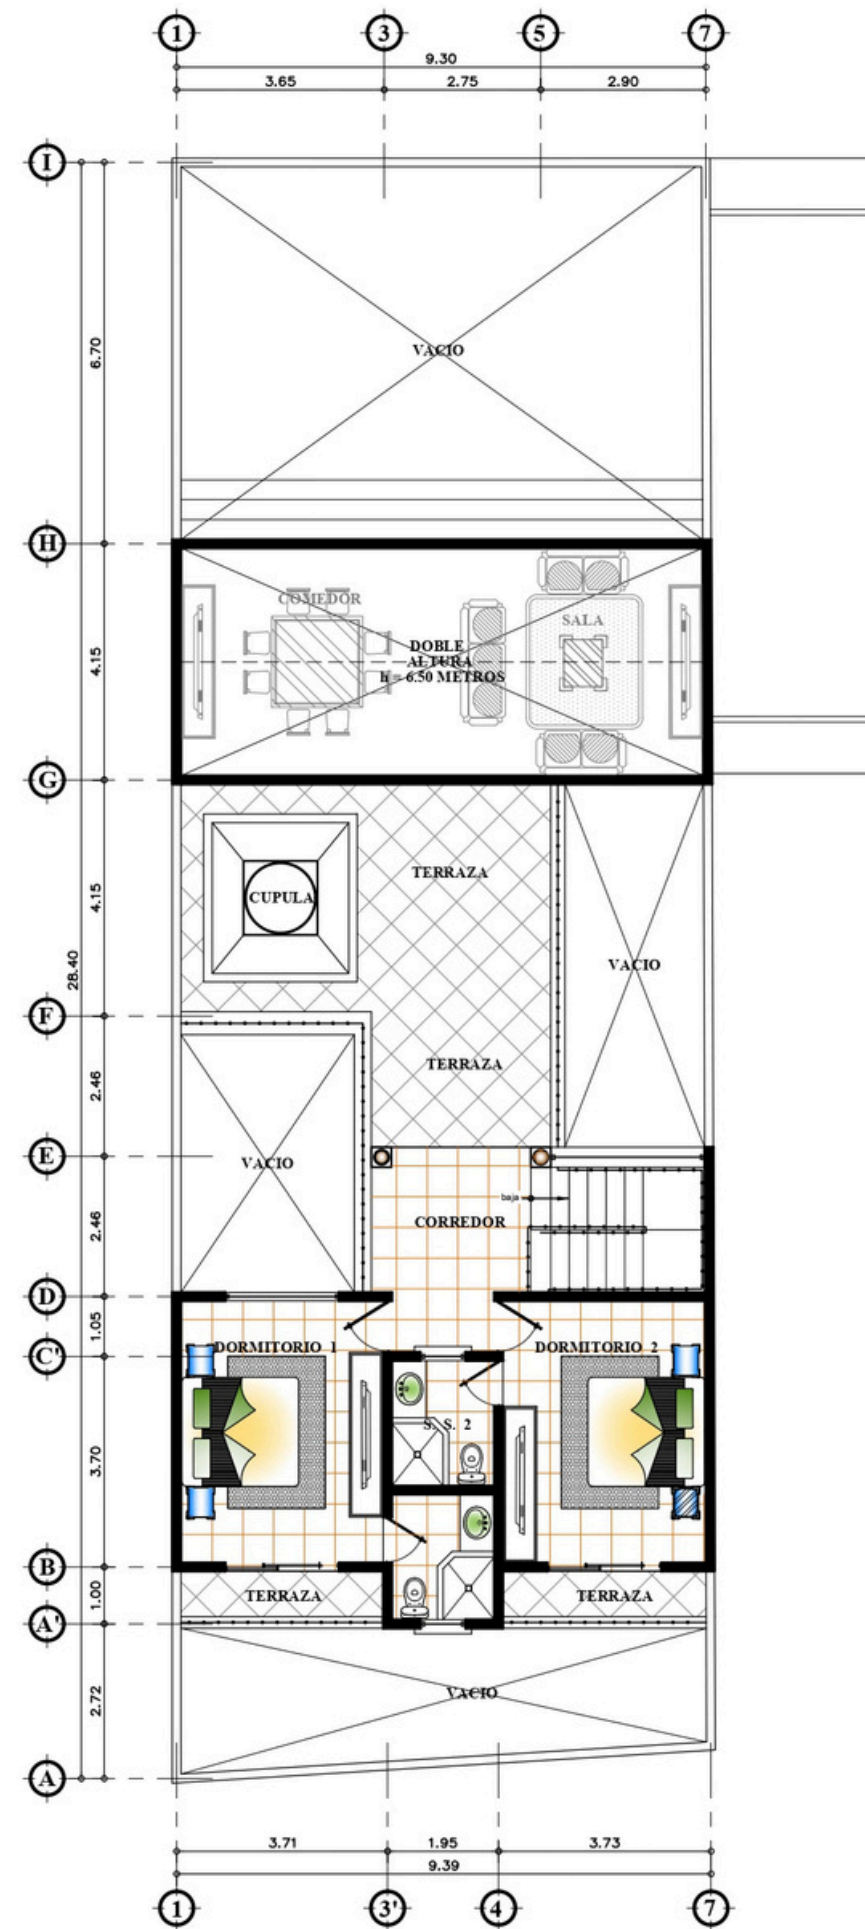 1
3
5
7
9.30
3.65
2.75
2.90
I
6.70
VACIO
H
COMEDOR
SALA
DOBLE
ALTURA
h = 6.50 METROS
4.15
G
TERRAZA
CUPULA
4.15
VACIO
28.40
F
TERRAZA
2.46
E
VACIO
baja
CORREDOR
2.46
D
1.05
DORMITORIO 1
DORMITORIO 2
C'
S. S. 2
3.70
B
TERRAZA
TERRAZA
1.00
A'
VACIO
2.72
A
3.71
1.95
3.73
9.39
1
3'
4
7